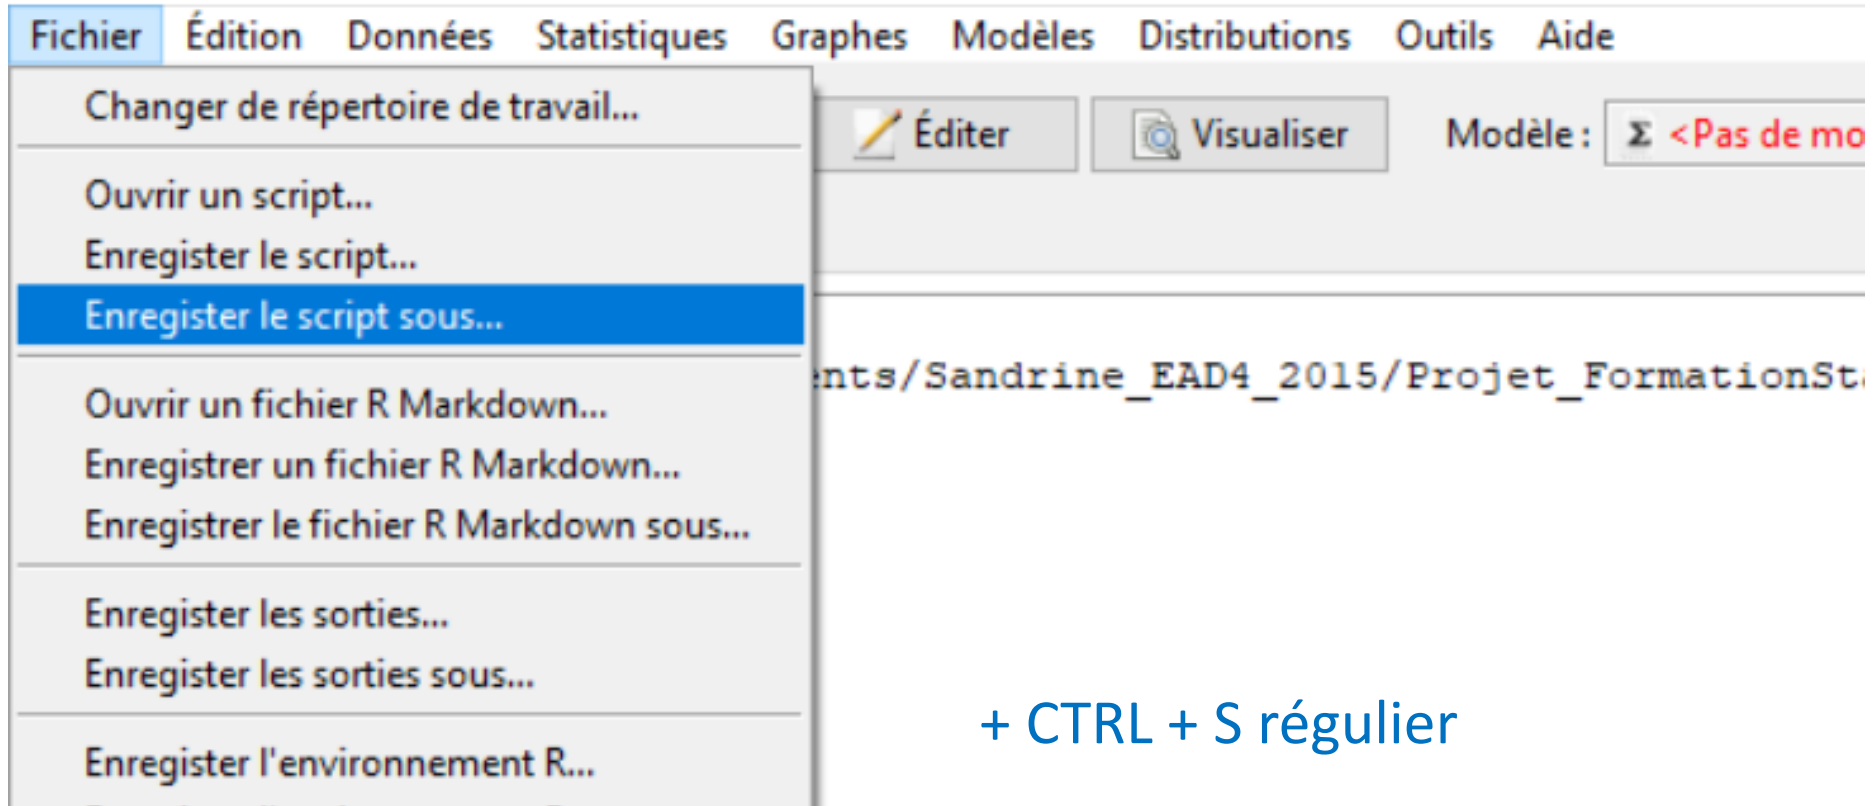 Fichier Édition Données Statistiques Graphes Modèles Distributions Outils Aide
Changer de répertoire de travail...
Éditer Visualiser Modèle : Σ <Pas de mo
Ouvrir un script...
Enregister le script...
Enregister le script sous...
ents/Sandrine_EAD4_2015/Projet_FormationSta
Ouvrir un fichier R Markdown...
Enregistrer un fichier R Markdown...
Enregistrer le fichier R Markdown sous...
Enregister les sorties...
Enregister les sorties sous...
+ CTRL + S régulier
Enregister l'environnement R...